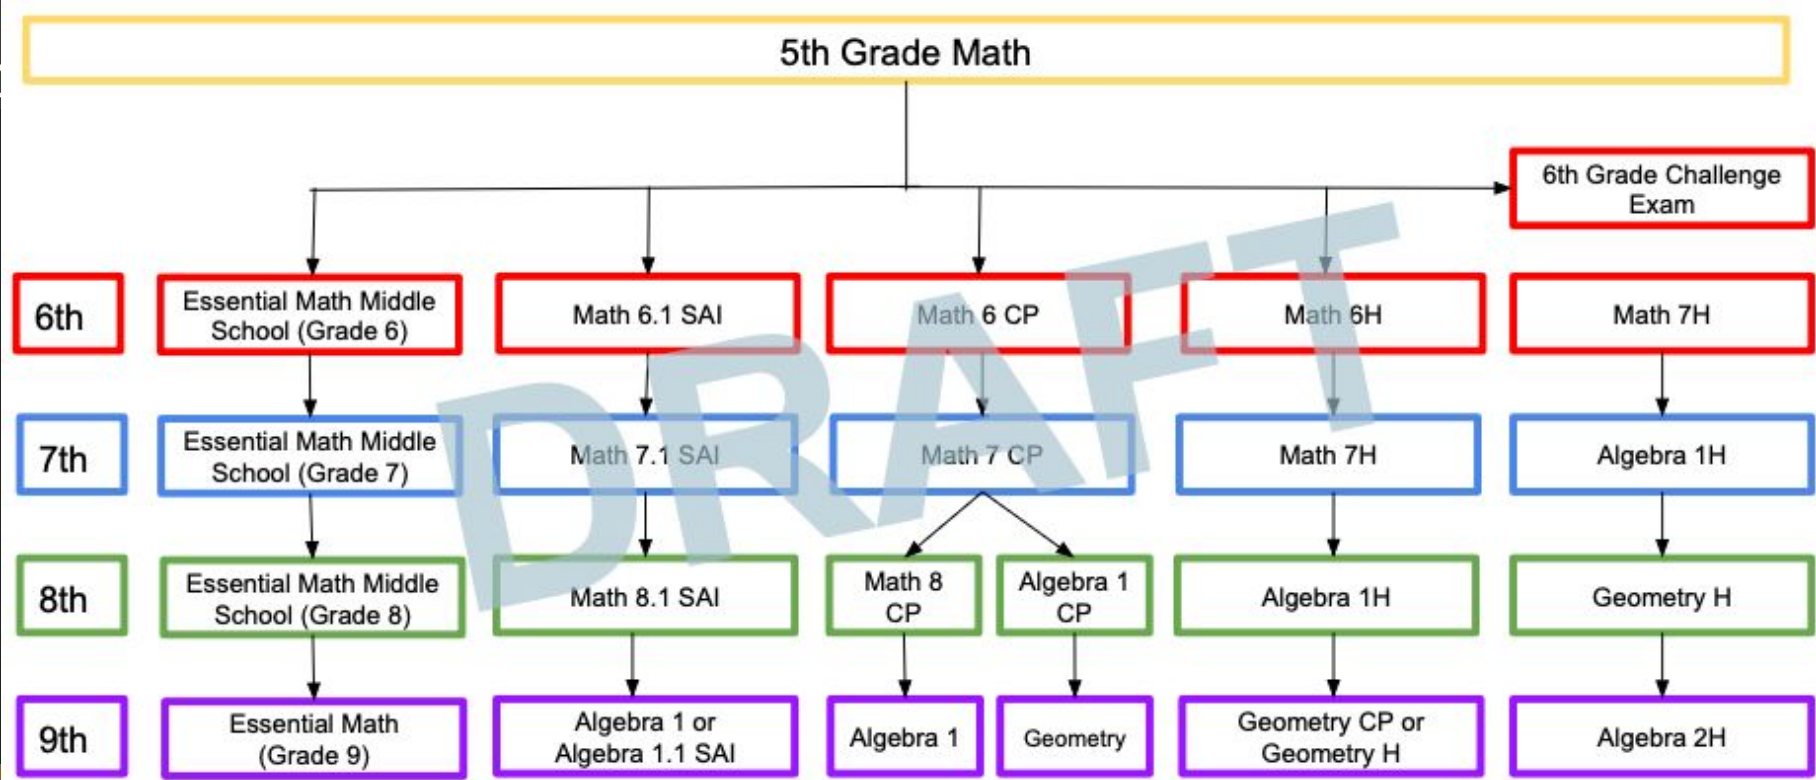 5th Grade Math
6th Grade Challenge
Exam
6th
Essential Math Middle
School (Grade 6)
Math 6.1 SAI
Math 6 CP
Math 6H
Math 7H
7th
Essential Math Middle
School (Grade 7)
Math 7.1 SAI
Math 7 CP
Math 7H
Algebra 1H
8th
Essential Math Middle
School (Grade 8)
Math 8.1 SAI
Math 8
CP
Algebra 1
CP
Algebra 1H
Geometry H
9th
Essential Math
(Grade 9)
Algebra 1 or
Algebra 1.1 SAI
Algebra 1
Geometry
Geometry CP or
Geometry H
Algebra 2H
DRAFT